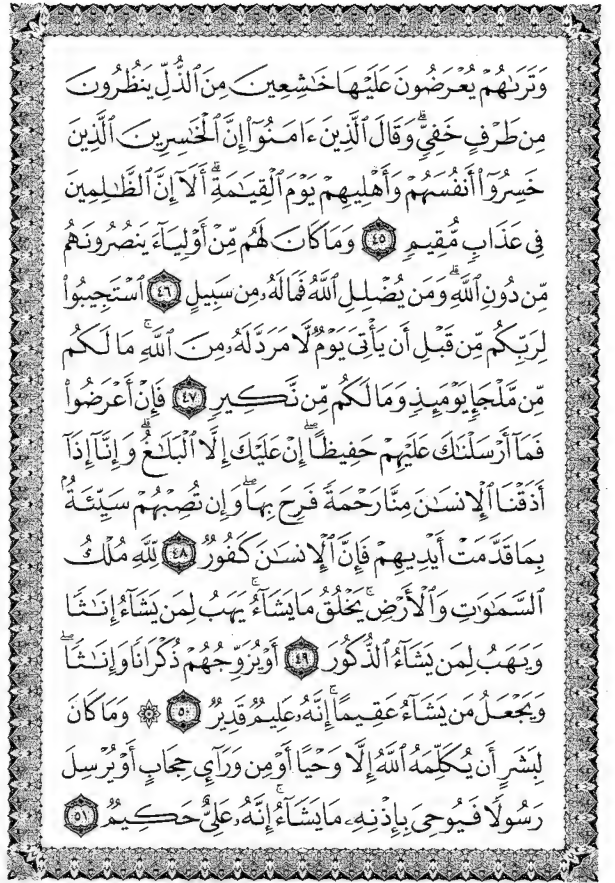 وَتَرَىٰهُمْ يُعْرَضُونَ عَلَيْهَا خَٰشِعِينَ مِنَ ٱلذُّلِّ يَنظُرُونَ
مِن طَرْفٍ خَفِيٍّۗ وَقَالَ ٱلَّذِينَ ءَامَنُوٓا۟ إِنَّ ٱلْخَٰسِرِينَ ٱلَّذِينَ
خَسِرُوٓا۟ أَنفُسَهُمْ وَأَهْلِيهِمْ يَوْمَ ٱلْقِيَٰمَةِۗ أَلَآ إِنَّ ٱلظَّٰلِمِينَ
فِى عَذَابٍ مُّقِيمٍ ٤٥ وَمَا كَانَ لَهُم مِّنْ أَوْلِيَآءَ يَنصُرُونَهُم
مِّن دُونِ ٱللَّهِۗ وَمَن يُضْلِلِ ٱللَّهُ فَمَا لَهُۥ مِن سَبِيلٍ ٤٦ ٱسْتَجِيبُوا۟
لِرَبِّكُم مِّن قَبْلِ أَن يَأْتِىَ يَوْمٌ لَّا مَرَدَّ لَهُۥ مِنَ ٱللَّهِۚ مَا لَكُم
مِّن مَّلْجَإٍ يَوْمَئِذٍ وَمَا لَكُم مِّن نَّكِيرٍ ٤٧ فَإِنْ أَعْرَضُوا۟
فَمَآ أَرْسَلْنَٰكَ عَلَيْهِمْ حَفِيظًاۖ إِنْ عَلَيْكَ إِلَّا ٱلْبَلَٰغُۗ وَإِنَّآ إِذَآ
أَذَقْنَا ٱلْإِنسَٰنَ مِنَّا رَحْمَةً فَرِحَ بِهَاۖ وَإِن تُصِبْهُمْ سَيِّئَةٌۢ
بِمَا قَدَّمَتْ أَيْدِيهِمْ فَإِنَّ ٱلْإِنسَٰنَ كَفُورٌ ٤٨ لِّلَّهِ مُلْكُ
ٱلسَّمَٰوَٰتِ وَٱلْأَرْضِۚ يَخْلُقُ مَا يَشَآءُۚ يَهَبُ لِمَن يَشَآءُ إِنَٰثًا
وَيَهَبُ لِمَن يَشَآءُ ٱلذُّكُورَ ٤٩ أَوْ يُزَوِّجُهُمْ ذُكْرَانًا وَإِنَٰثًاۖ
وَيَجْعَلُ مَن يَشَآءُ عَقِيمًاۚ إِنَّهُۥ عَلِيمٌ قَدِيرٌ ٥٠ ۞ وَمَا كَانَ
لِبَشَرٍ أَن يُكَلِّمَهُ ٱللَّهُ إِلَّا وَحْيًا أَوْ مِن وَرَآئِ حِجَابٍ أَوْ يُرْسِلَ
رَسُولًا فَيُوحِىَ بِإِذْنِهِۦ مَا يَشَآءُۚ إِنَّهُۥ عَلِىٌّ حَكِيمٌ ٥١